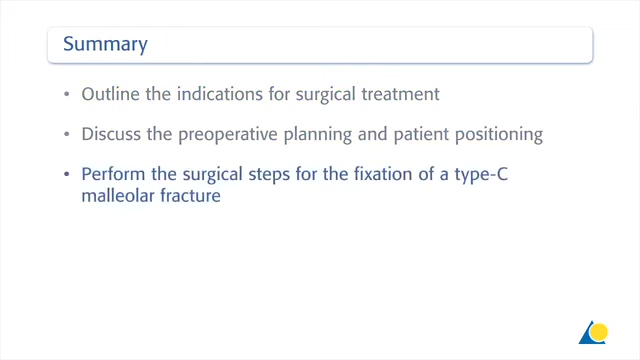 Summary
• Outline the indications for surgical treatment
• Discuss the preoperative planning and patient positioning
• Perform the surgical steps for the fixation of a type-C
malleolar fracture